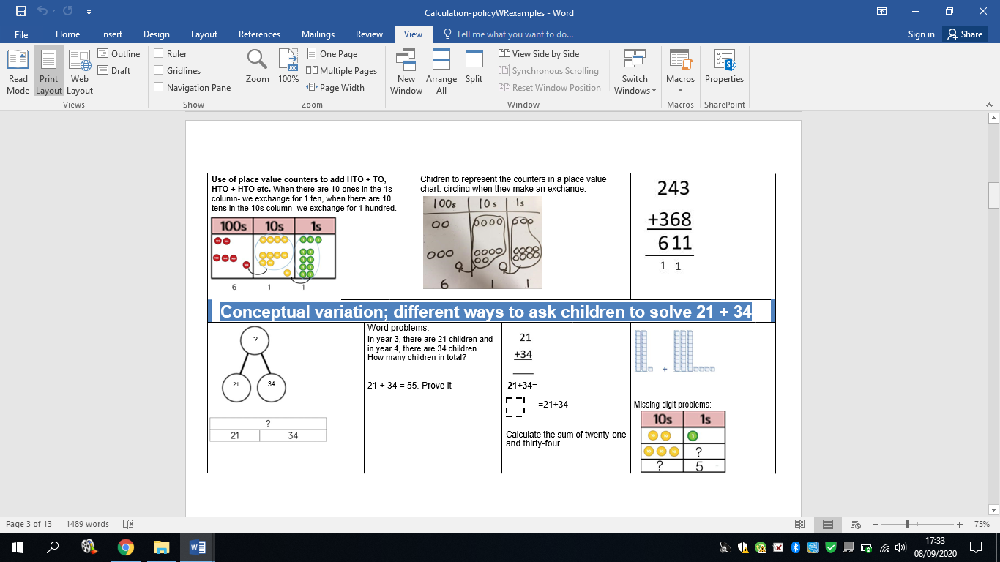 Calculation-policyWRexamples - Word
File Home Insert Design Layout References Mailings Review View Tell me what you want to do... Sign in Share
Read Mode
Print Layout
Web Layout
Outline
Draft
Views
Ruler
Gridlines
Navigation Pane
Show
Zoom
100%
One Page
Multiple Pages
Page Width
Zoom
New Window
Arrange All
Split
View Side by Side
Synchronous Scrolling
Reset Window Position
Window
Switch Windows
Macros
Macros
Properties
SharePoint
Use of place value counters to add HTO + TO,
HTO + HTO etc. When there are 10 ones in the 1s
column- we exchange for 1 ten, when there are 10
tens in the 10s column- we exchange for 1 hundred.
100s 10s 1s
6 1 1
Chidren to represent the counters in a place value
chart, circling when they make an exchange.
100s 10s 1s
6 1 1
243
+368
611
1 1
Conceptual variation; different ways to ask children to solve 21 + 34
?
21 34
?
21 34
Word problems:
In year 3, there are 21 children and
in year 4, there are 34 children.
How many children in total?
21 + 34 = 55. Prove it
21
+34
21+34=
=21+34
Calculate the sum of twenty-one
and thirty-four.
+
Missing digit problems:
10s 1s
?
? 5
Page 3 of 13 1489 words
75%
17:33
08/09/2020